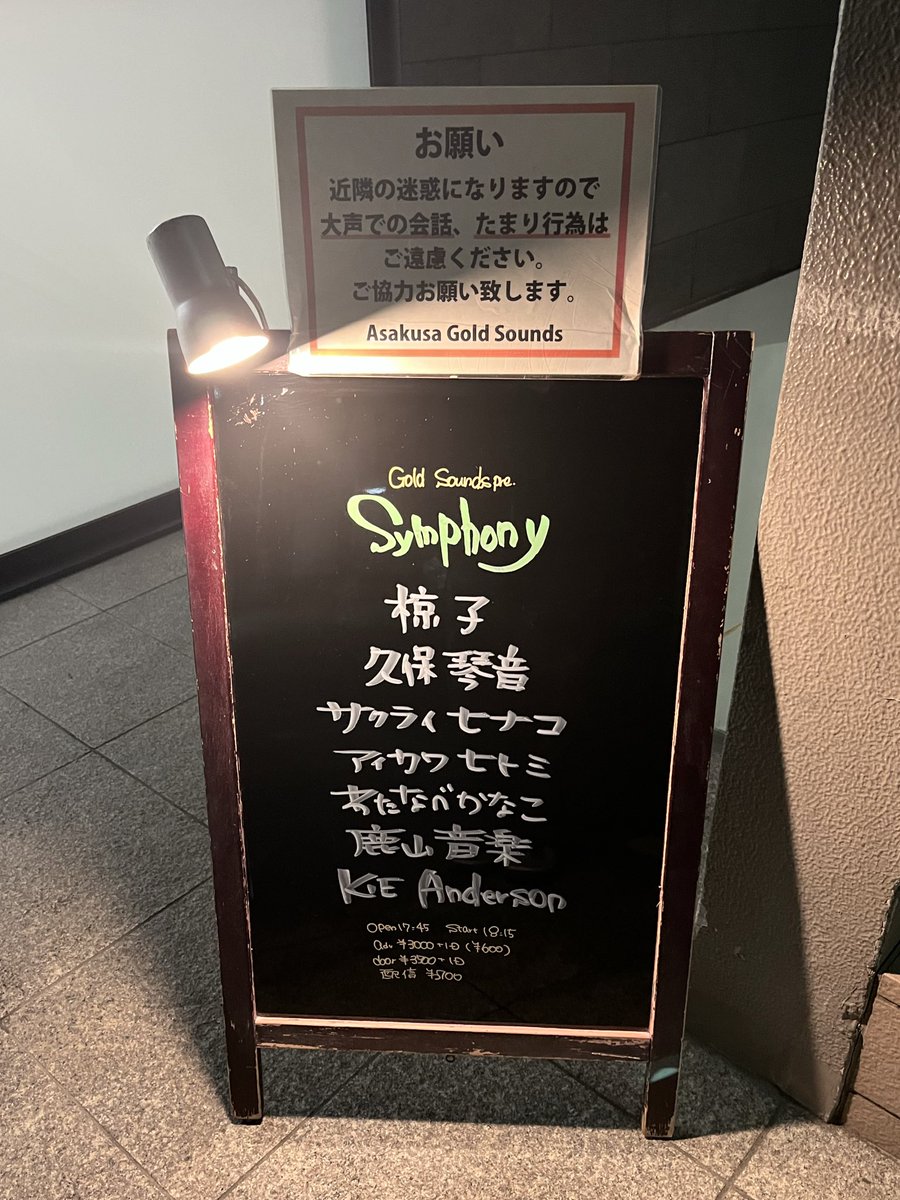 お願い
近隣の迷惑になりますので
大声での会話、たまり行為は
ご遠慮ください。
ご協力お願い致します。
Asakusa Gold Sounds
Gold Sounds pre.
Symphony
椋子
久保琴音
サクライヒナコ
アイカワヒトミ
わたなべかなこ
鹿山音楽
KiE Anderson
Open 17:45 Start 18:15
adv ¥3000+1D (¥600)
door ¥3500+1D
配信